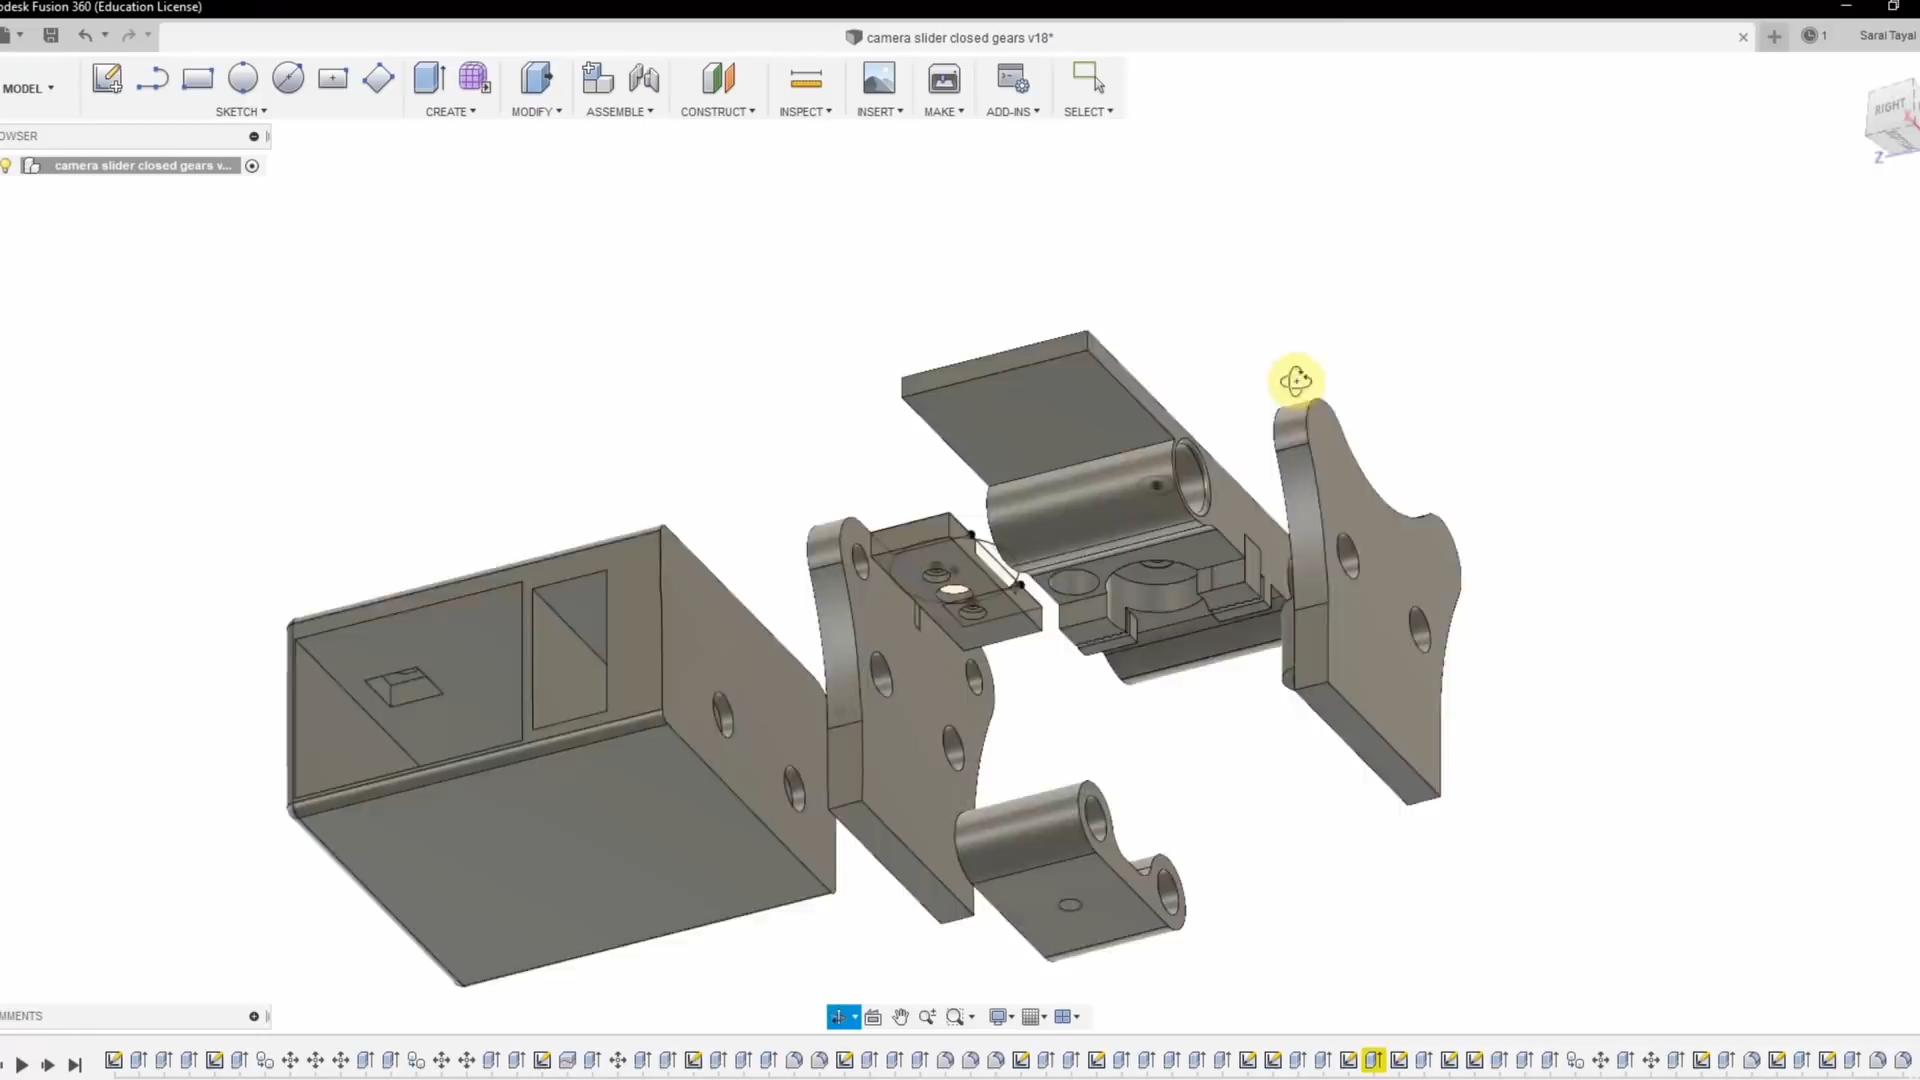 odesk Fusion 360 (Education License)
camera slider closed gears v18*
1
Saral Tayal
MODEL
SKETCH
CREATE
MODIFY
ASSEMBLE
CONSTRUCT
INSPECT
INSERT
MAKE
ADD-INS
SELECT
RIGHT
Z
OWSER
camera slider closed gears v...
MMENTS